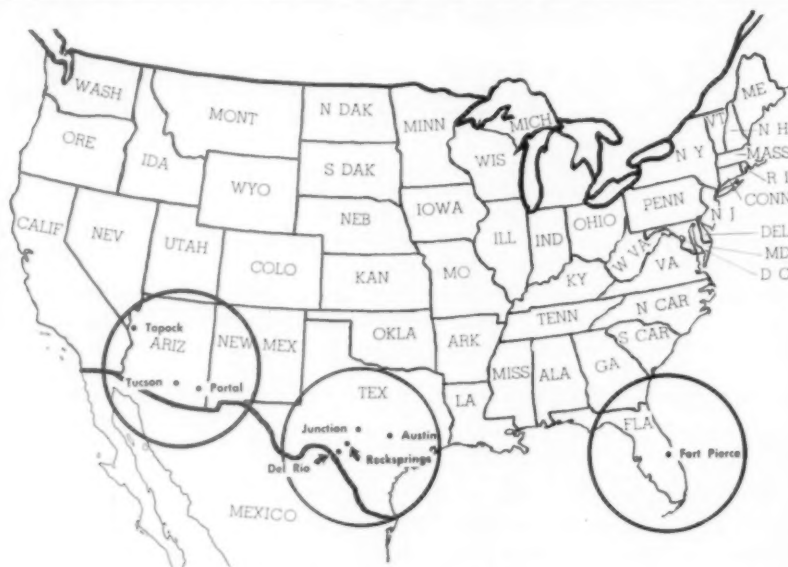 WASH
MONT
N DAK
MINN
MICH
VT
ME
N H
MASS
ORE
IDA
S DAK
WIS
N Y
R I
WYO
CONN
CALIF
NEV
UTAH
NEB
IOWA
ILL
IND
OHIO
PENN
N J
COLO
KAN
MO
W VA
VA
DEL
MD
D C
KY
Topock
ARIZ
NEW MEX
OKLA
ARK
TENN
N CAR
S CAR
Tucson
Portal
TEX
LA
MISS
ALA
GA
Junction
Austin
FLA
Del Rio
Rocksprings
Fort Pierce
MEXICO